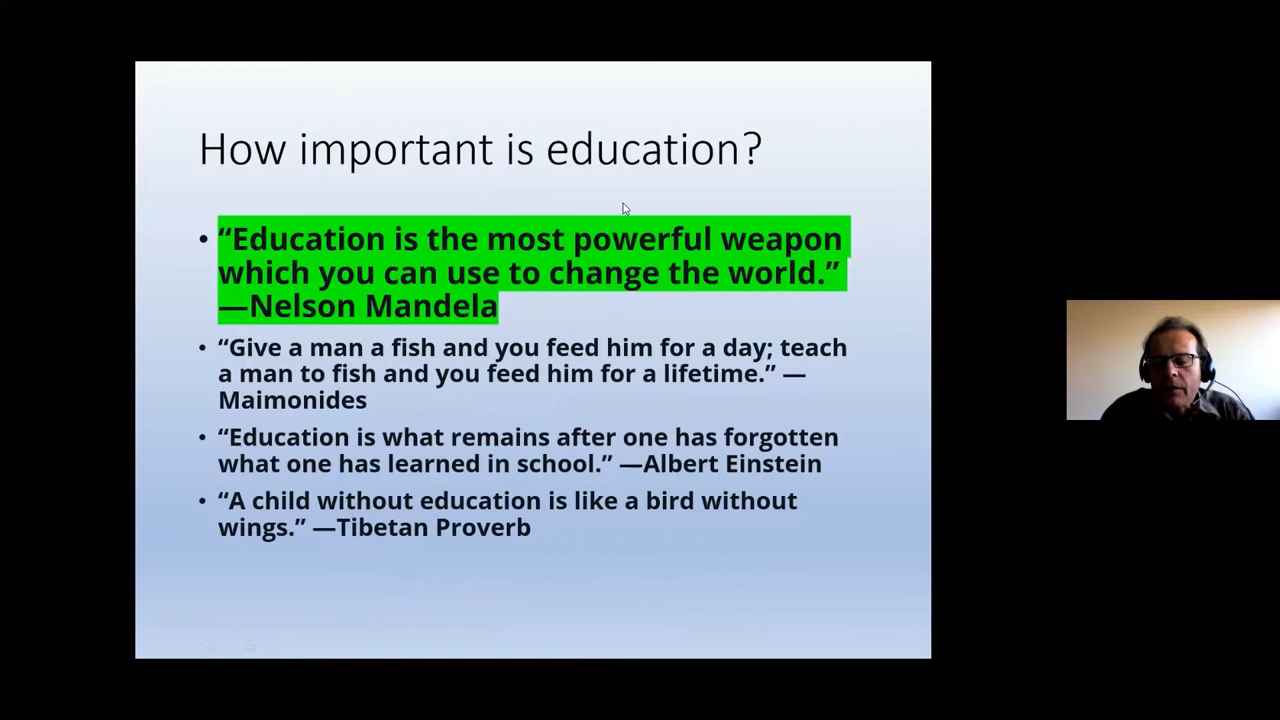 How important is education?
• “Education is the most powerful weapon
which you can use to change the world.”
—Nelson Mandela
• “Give a man a fish and you feed him for a day; teach
a man to fish and you feed him for a lifetime.” —
Maimonides
• “Education is what remains after one has forgotten
what one has learned in school.” —Albert Einstein
• “A child without education is like a bird without
wings.” —Tibetan Proverb